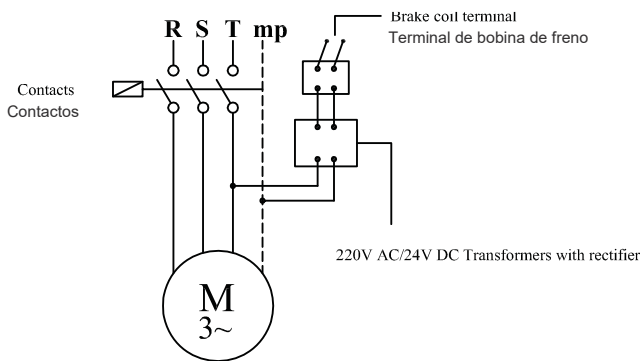 Brake coil terminal
Terminal de bobina de freno
R S T mp
Contacts
Contactos
220V AC/24V DC Transformers with rectifier
M
3~